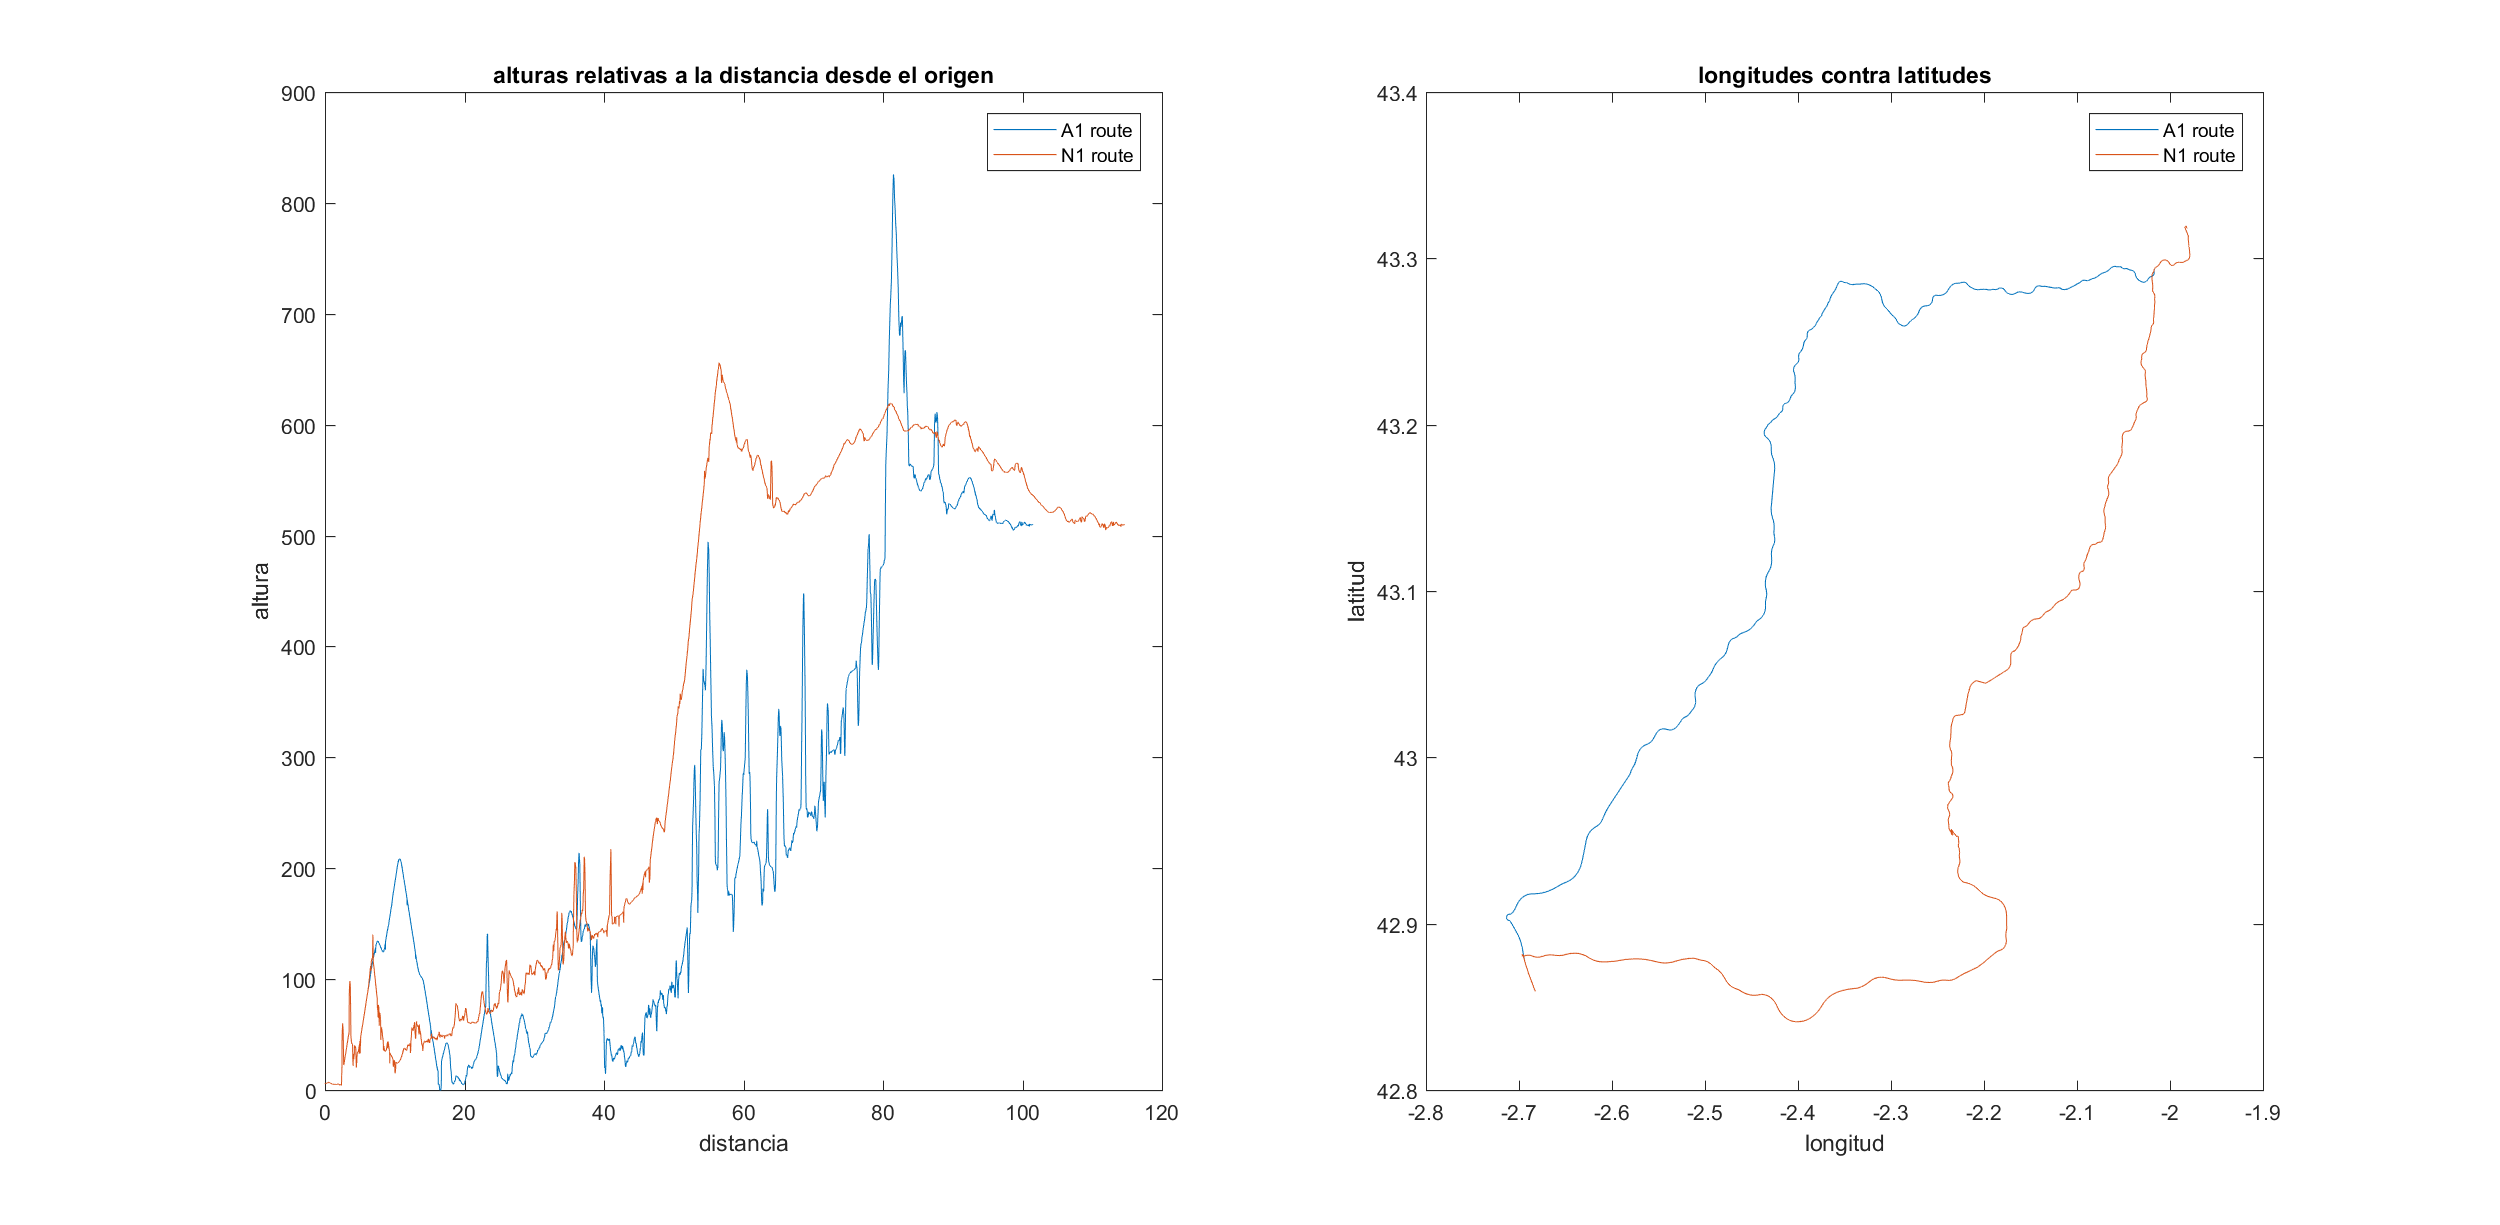 alturas relativas a la distancia desde el origen
900
800
700
600
500
400
300
200
100
0
altura
0 20 40 60 80 100 120
distancia
A1 route
N1 route
longitudes contra latitudes
43.4
43.3
43.2
43.1
43
42.9
42.8
latitud
-2.8 -2.7 -2.6 -2.5 -2.4 -2.3 -2.2 -2.1 -2 -1.9
longitud
A1 route
N1 route